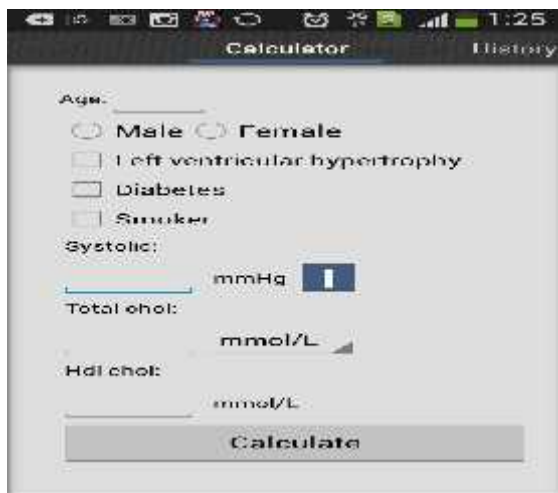 1:25
Calculator History
Age:
Male Female
Left ventricular hypertrophy
Diabetes
Smoker
Systolic:
mmHg
Total chol:
mmol/L
Hdl chol:
mmol/L
Calculate